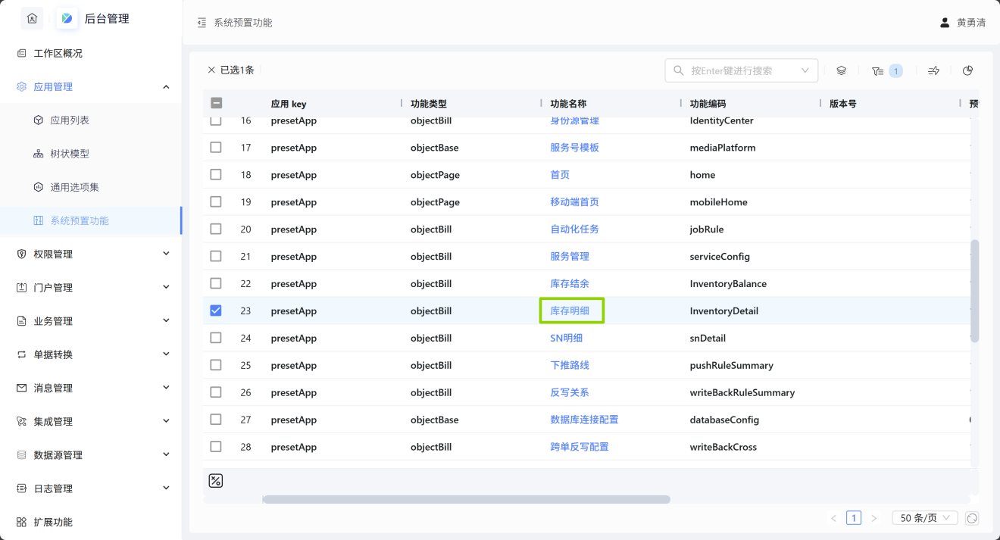 后台管理
系统预置功能
黄勇清
工作区概况
应用管理
应用列表
树状模型
通用选项集
系统预置功能
权限管理
门户管理
业务管理
单据转换
消息管理
集成管理
数据源管理
日志管理
扩展功能
已选1条
按Enter键进行搜索
1
应用 key 功能类型 功能名称 功能编码 版本号 预
16 presetApp objectBill 身份源管理 IdentityCenter
17 presetApp objectBase 服务号模板 mediaPlatform
18 presetApp objectPage 首页 home
19 presetApp objectPage 移动端首页 mobileHome
20 presetApp objectBill 自动化任务 jobRule
21 presetApp objectBill 服务管理 serviceConfig
22 presetApp objectBill 库存结余 InventoryBalance
23 presetApp objectBill 库存明细 InventoryDetail
24 presetApp objectBill SN明细 snDetail
25 presetApp objectBill 下推路线 pushRuleSummary
26 presetApp objectBill 反写关系 writeBackRuleSummary
27 presetApp objectBase 数据库连接配置 databaseConfig
28 presetApp objectBill 跨单反写配置 writeBackCross
1
50 条/页